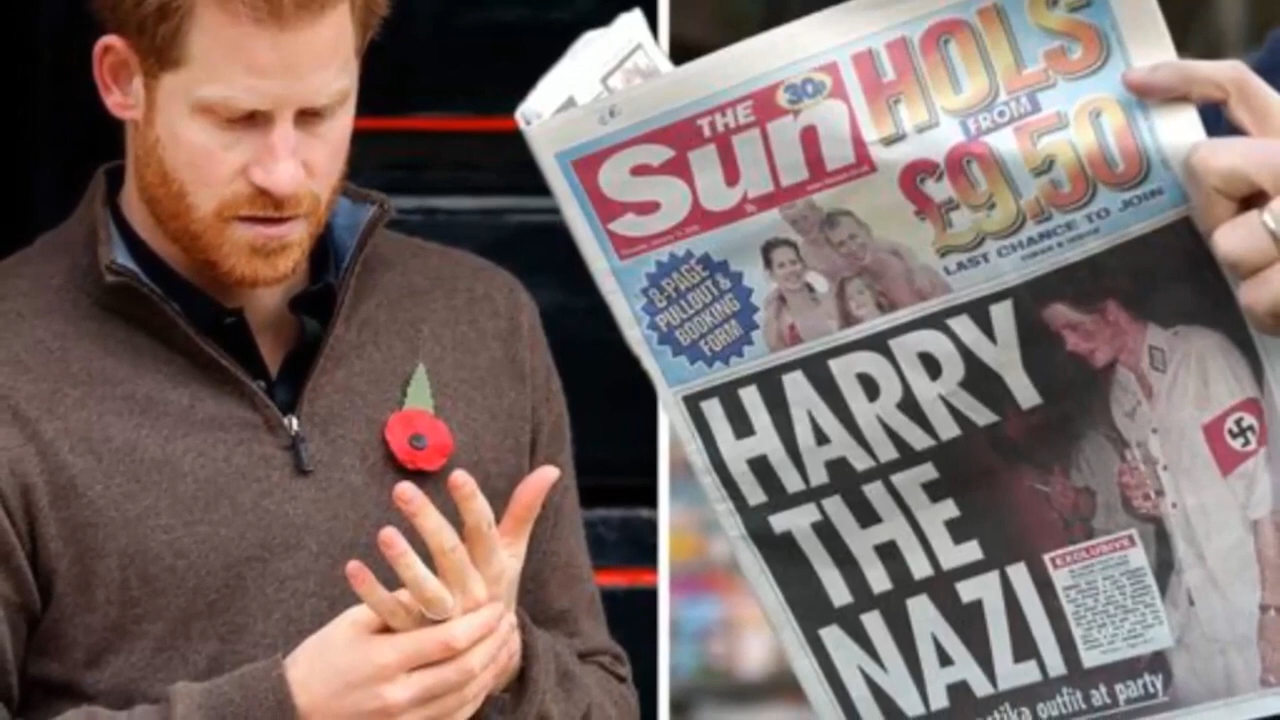 THE
Sun
30p
HOLS
FROM
£9.50
LAST CHANCE TO JOIN
8-PAGE
PULLOUT &
BOOKING
FORM
HARRY
THE
NAZI
EXCLUSIVE
outfit at party